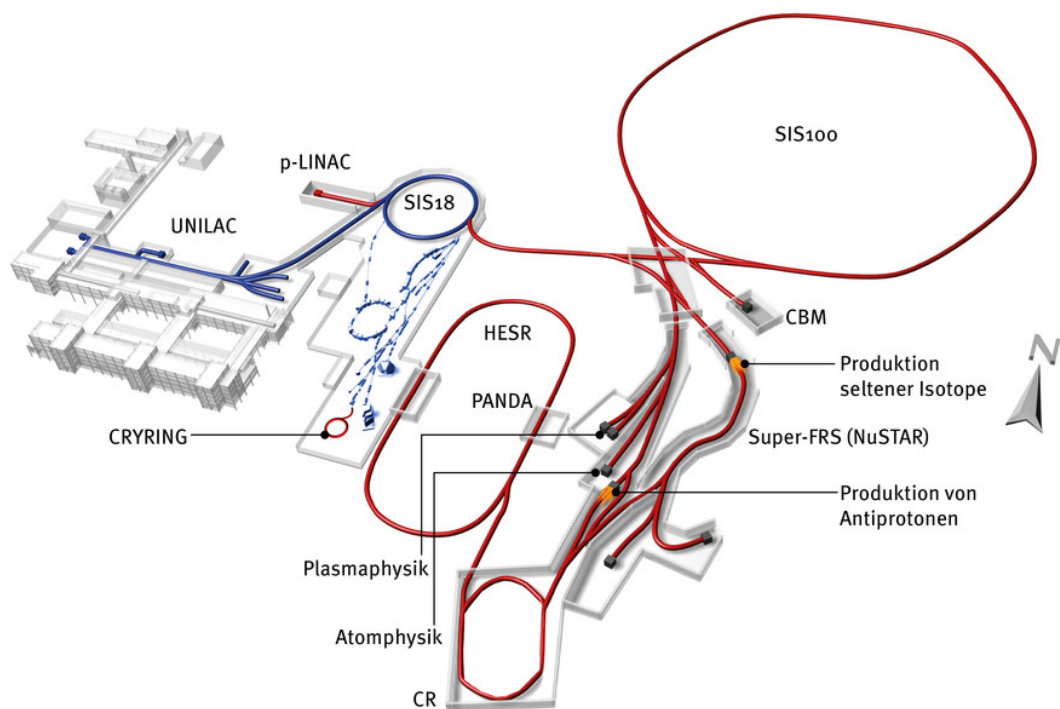 SIS100
p-LINAC
SIS18
UNILAC
CBM
HESR
N
Produktion
seltener Isotope
PANDA
CRYRING
Super-FRS (NuSTAR)
Produktion von
Antiprotonen
Plasmaphysik
Atomphysik
CR